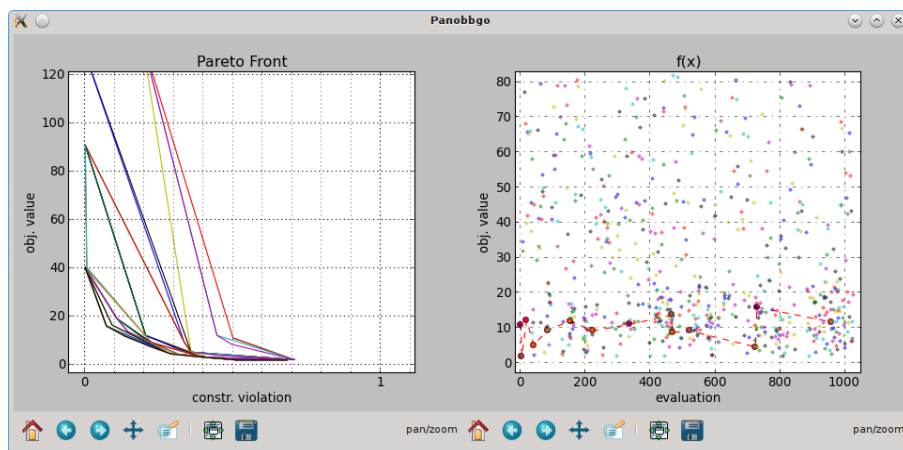 Panobbgo
Pareto Front
120
100
80
60
40
20
0
obj. value
0 1
constr. violation
f(x)
80
70
60
50
40
30
20
10
0
obj. value
0 200 400 600 800 1000
evaluation
pan/zoom
pan/zoom